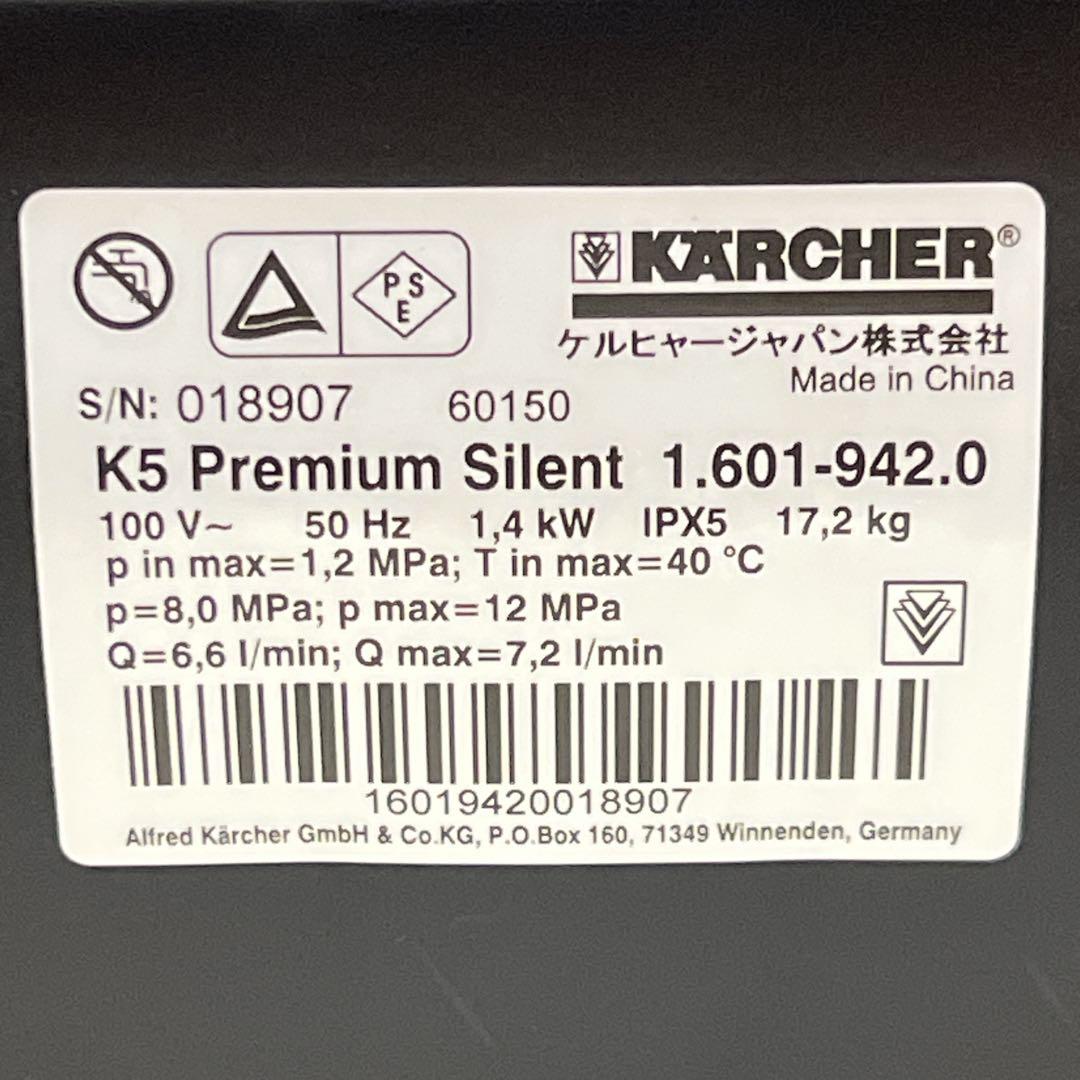 KÄRCHER®
PSE
ケルヒャージャパン株式会社
Made in China
S/N: 018907 60150
K5 Premium Silent 1.601-942.0
100 V~ 50 Hz 1,4 kW IPX5 17,2 kg
p in max=1,2 MPa; T in max=40 °C
p=8,0 MPa; p max=12 MPa
Q=6,6 l/min; Q max=7,2 l/min
16019420018907
Alfred Kärcher GmbH & Co.KG, P.O.Box 160, 71349 Winnenden, Germany